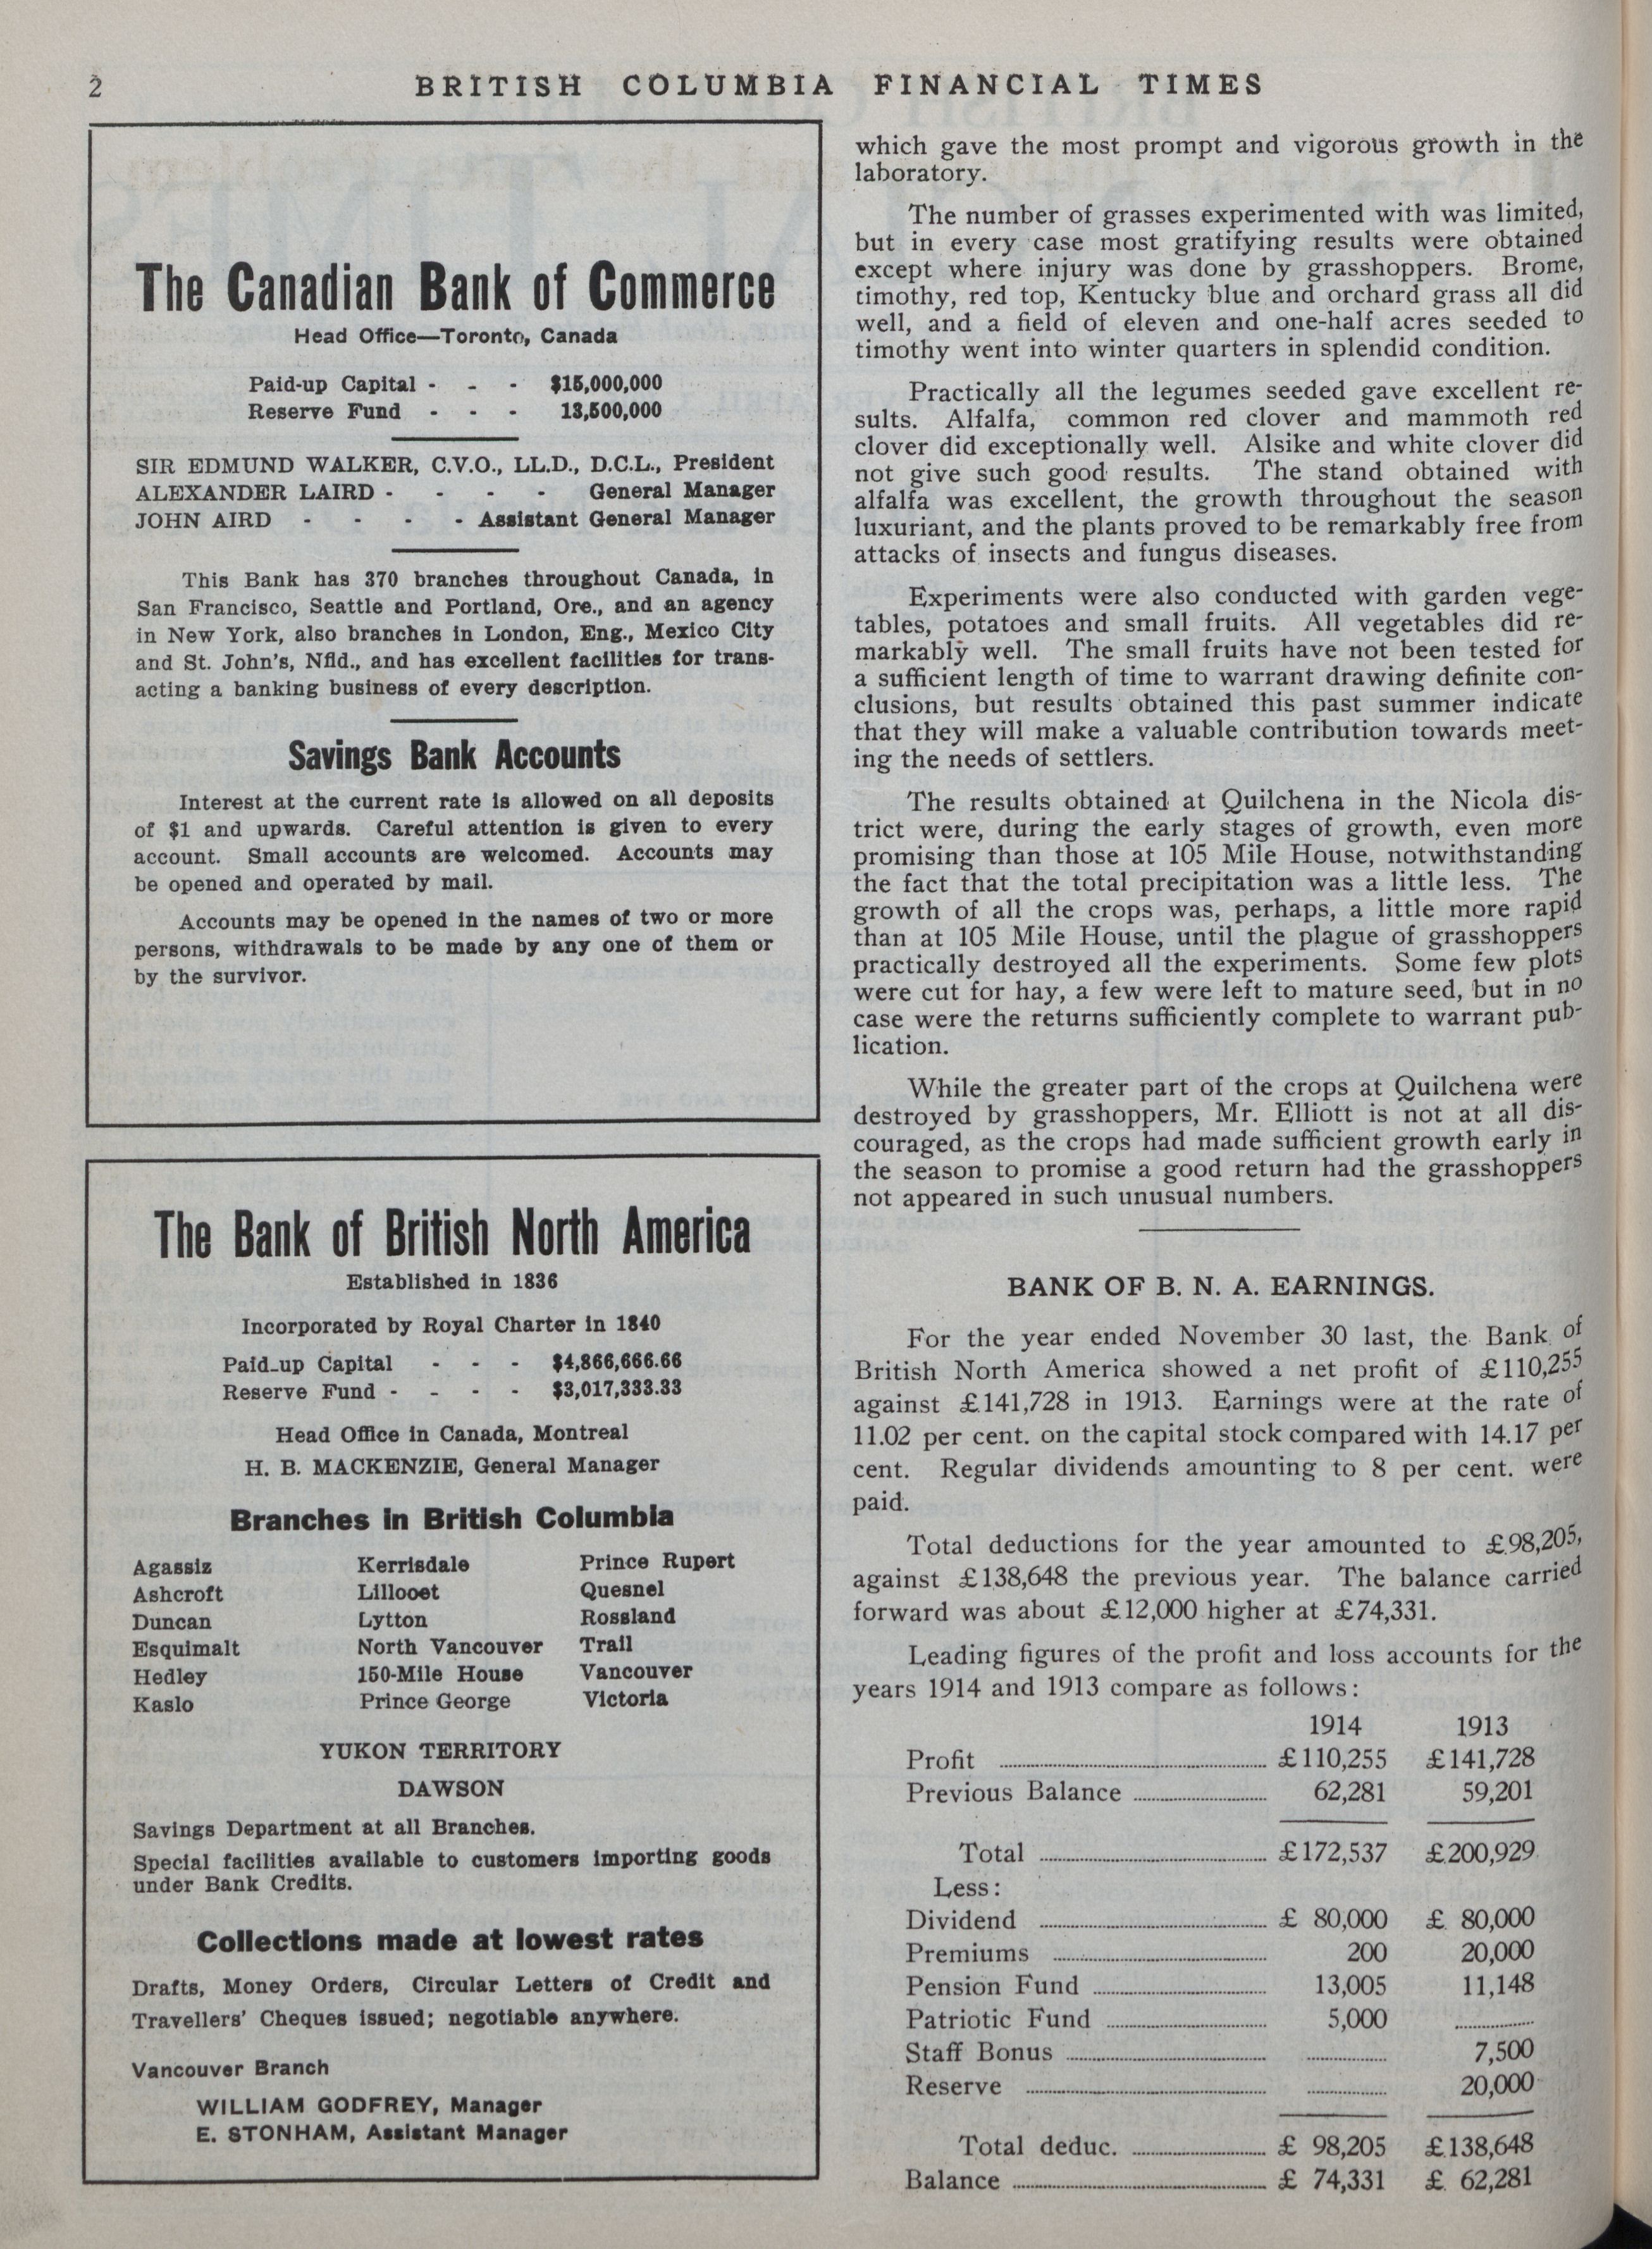 2
BRITISH COLUMBIA FINANCIAL TIMES
The Canadian Bank of Commerce
Head Office—Toronto, Canada
Paid-up Capital - - - $15,000,000
Reserve Fund - - - 13,500,000
SIR EDMUND WALKER, C.V.O., LL.D., D.C.L., President
ALEXANDER LAIRD - - - - General Manager
JOHN AIRD - - - - Assistant General Manager
This Bank has 370 branches throughout Canada, in
San Francisco, Seattle and Portland, Ore., and an agency
in New York, also branches in London, Eng., Mexico City
and St. John's, Nfld., and has excellent facilities for trans-
acting a banking business of every description.
Savings Bank Accounts
Interest at the current rate is allowed on all deposits
of $1 and upwards. Careful attention is given to every
account. Small accounts are welcomed. Accounts may
be opened and operated by mail.
Accounts may be opened in the names of two or more
persons, withdrawals to be made by any one of them or
by the survivor.
The Bank of British North America
Established in 1836
Incorporated by Royal Charter in 1840
Paid-up Capital - - - $4,866,666.66
Reserve Fund - - - - $3,017,333.33
Head Office in Canada, Montreal
H. B. MACKENZIE, General Manager
Branches in British Columbia
Agassiz Kerrisdale Prince Rupert
Ashcroft Lillooet Quesnel
Duncan Lytton Rossland
Esquimalt North Vancouver Trail
Hedley 150-Mile House Vancouver
Kaslo Prince George Victoria
YUKON TERRITORY
DAWSON
Savings Department at all Branches.
Special facilities available to customers importing goods
under Bank Credits.
Collections made at lowest rates
Drafts, Money Orders, Circular Letters of Credit and
Travellers' Cheques issued; negotiable anywhere.
Vancouver Branch
WILLIAM GODFREY, Manager
E. STONHAM, Assistant Manager
which gave the most prompt and vigorous growth in the
laboratory.
The number of grasses experimented with was limited,
but in every case most gratifying results were obtained
except where injury was done by grasshoppers. Brome,
timothy, red top, Kentucky blue and orchard grass all did
well, and a field of eleven and one-half acres seeded to
timothy went into winter quarters in splendid condition.
Practically all the legumes seeded gave excellent re-
sults. Alfalfa, common red clover and mammoth red
clover did exceptionally well. Alsike and white clover did
not give such good results. The stand obtained with
alfalfa was excellent, the growth throughout the season
luxuriant, and the plants proved to be remarkably free from
attacks of insects and fungus diseases.
Experiments were also conducted with garden vege-
tables, potatoes and small fruits. All vegetables did re-
markably well. The small fruits have not been tested for
a sufficient length of time to warrant drawing definite con-
clusions, but results obtained this past summer indicate
that they will make a valuable contribution towards meet-
ing the needs of settlers.
The results obtained at Quilchena in the Nicola dis-
trict were, during the early stages of growth, even more
promising than those at 105 Mile House, notwithstanding
the fact that the total precipitation was a little less. The
growth of all the crops was, perhaps, a little more rapid
than at 105 Mile House, until the plague of grasshoppers
practically destroyed all the experiments. Some few plots
were cut for hay, a few were left to mature seed, but in no
case were the returns sufficiently complete to warrant pub-
lication.
While the greater part of the crops at Quilchena were
destroyed by grasshoppers, Mr. Elliott is not at all dis-
couraged, as the crops had made sufficient growth early in
the season to promise a good return had the grasshoppers
not appeared in such unusual numbers.
BANK OF B. N. A. EARNINGS.
For the year ended November 30 last, the Bank of
British North America showed a net profit of £110,255
against £141,728 in 1913. Earnings were at the rate of
11.02 per cent. on the capital stock compared with 14.17 per
cent. Regular dividends amounting to 8 per cent. were
paid.
Total deductions for the year amounted to £98,205,
against £138,648 the previous year. The balance carried
forward was about £12,000 higher at £74,331.
Leading figures of the profit and loss accounts for the
years 1914 and 1913 compare as follows:
1914 1913
Profit ........ £110,255 £141,728
Previous Balance ........ 62,281 59,201
Total ........ £172,537 £200,929
Less:
Dividend ........ £ 80,000 £ 80,000
Premiums ........ 200 20,000
Pension Fund ........ 13,005 11,148
Patriotic Fund ........ 5,000 ........
Staff Bonus ........ ........ 7,500
Reserve ........ ........ 20,000
Total deduc. ........ £ 98,205 £138,648
Balance ........ £ 74,331 £ 62,281